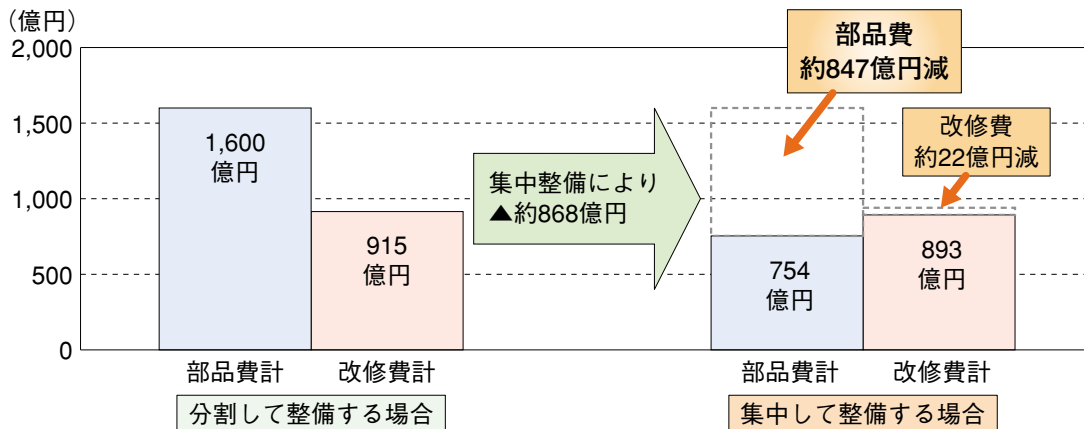 （億円）
2,000
1,500
1,000
500
0
1,600
億円
915
億円
部品費計
改修費計
分割して整備する場合
集中整備により
▲約868億円
部品費
約847億円減
改修費
約22億円減
754
億円
893
億円
部品費計
改修費計
集中して整備する場合